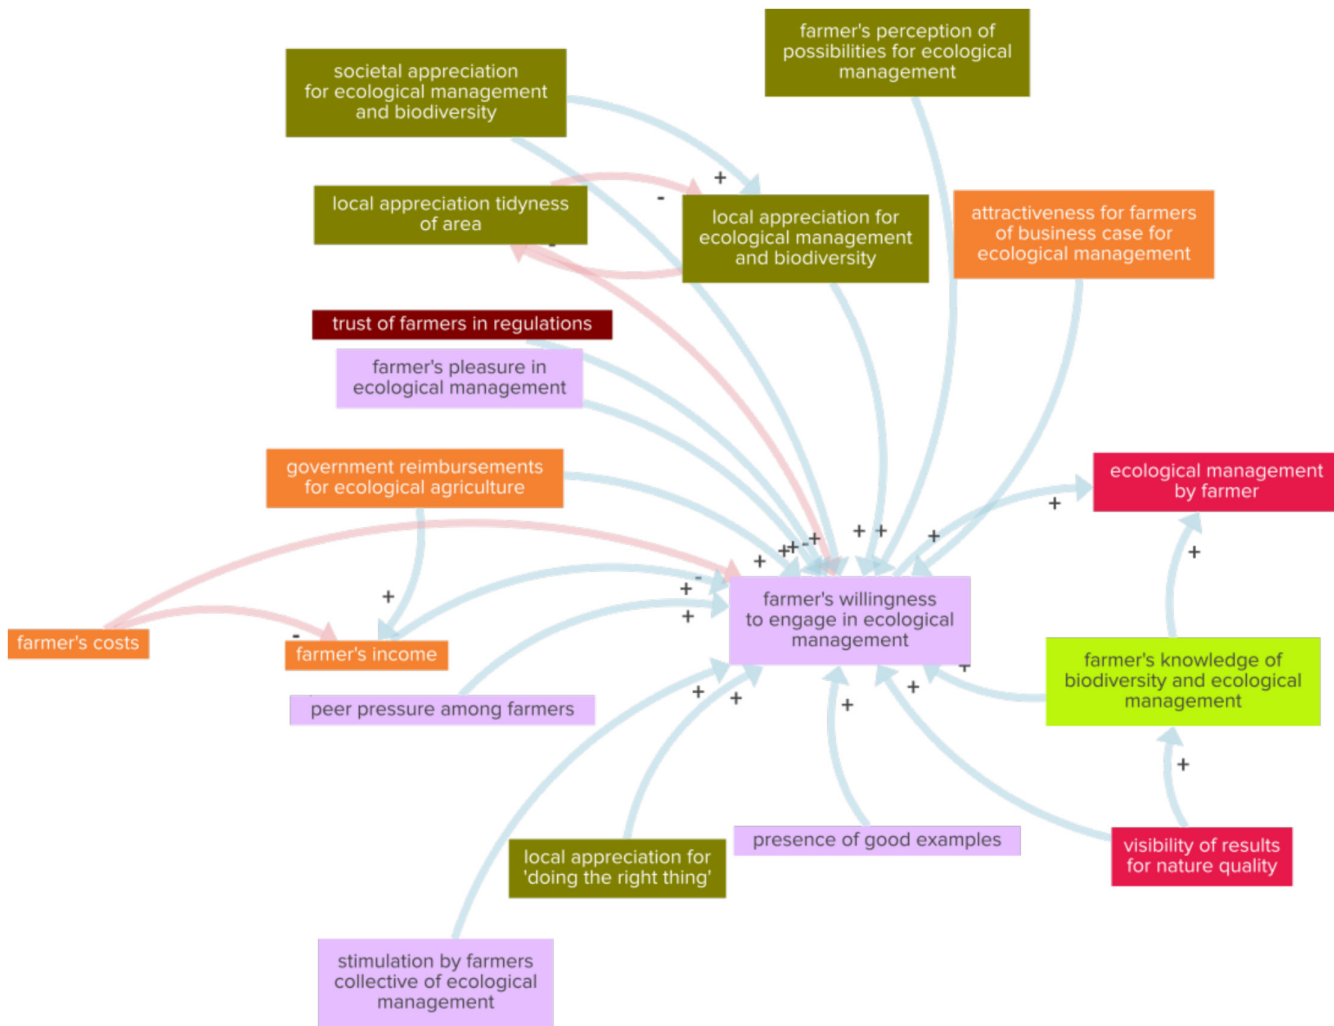 farmer's perception of
possibilities for ecological
management
societal appreciation
for ecological management
and biodiversity
+
-
local appreciation tidyness
of area
local appreciation for
ecological management
and biodiversity
attractiveness for farmers
of business case for
ecological management
-
trust of farmers in regulations
farmer's pleasure in
ecological management
government reimbursements
for ecological agriculture
ecological management
by farmer
+
+
+
+
+
-
+
+
+
+
-
+
+
+
farmer's willingness
to engage in ecological
management
farmer's costs
-
farmer's income
farmer's knowledge of
biodiversity and ecological
management
+
+
+
+
+
peer pressure among farmers
+
local appreciation for
'doing the right thing'
presence of good examples
visibility of results
for nature quality
stimulation by farmers
collective of ecological
management